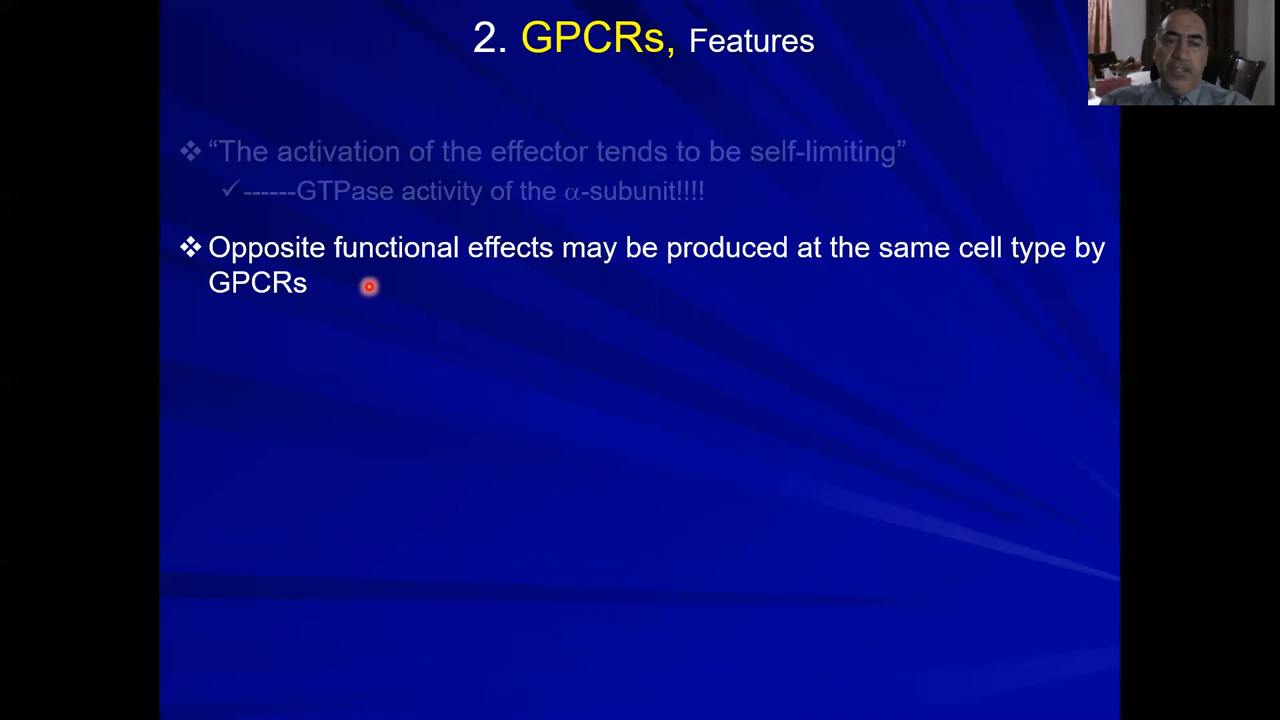 2. GPCRs, Features
❖ “The activation of the effector tends to be self-limiting”
✓------GTPase activity of the α-subunit!!!!
❖ Opposite functional effects may be produced at the same cell type by
GPCRs